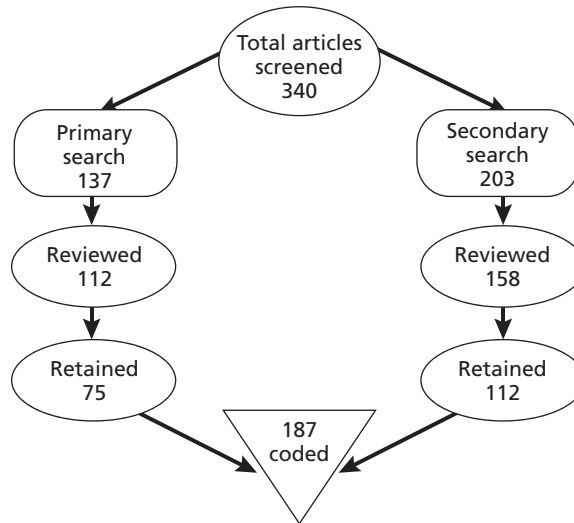 Total articles
screened
340
Primary
search
137
Secondary
search
203
Reviewed
112
Reviewed
158
Retained
75
Retained
112
187
coded